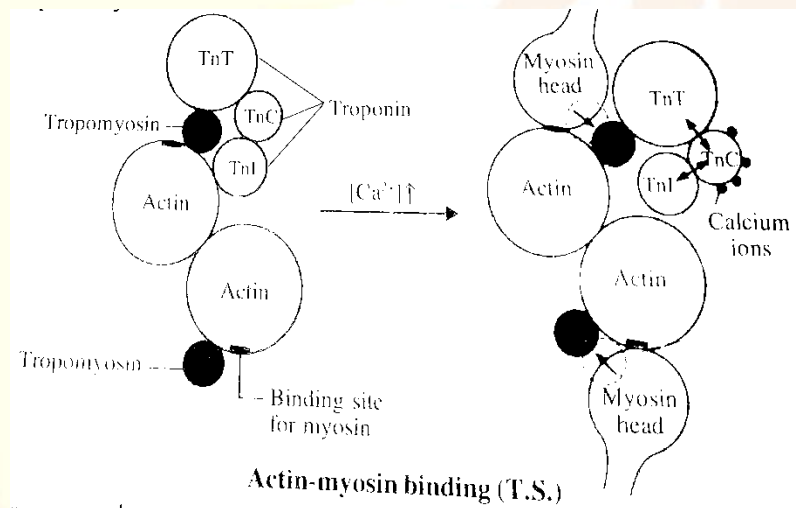 TnT
TnC
Tropomyosin
Troponin
TnI
Actin
[Ca²⁺]↑
Actin
Tropomyosin
Binding site
for myosin
Myosin
head
TnT
TnC
TnI
Actin
Calcium
ions
Actin
Myosin
head
Actin-myosin binding (T.S.)